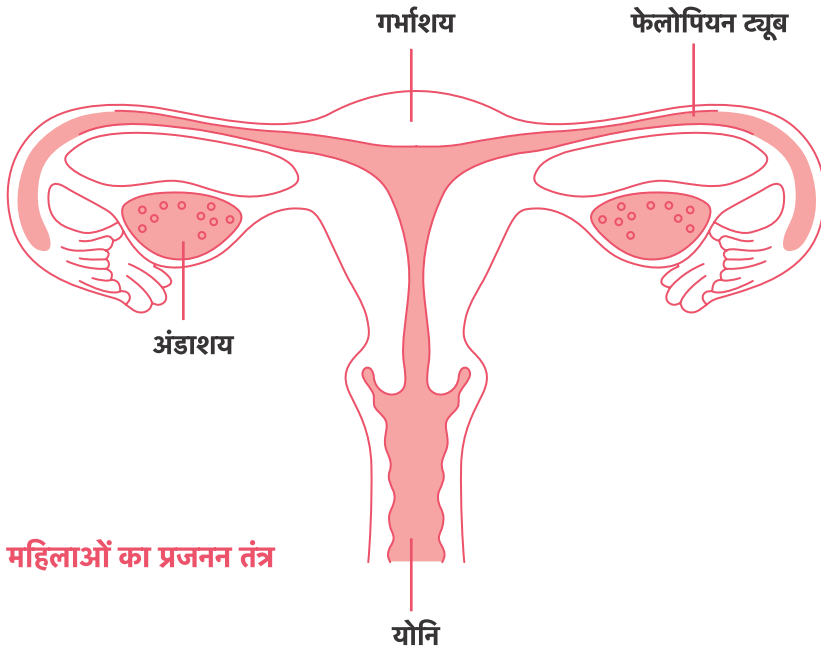 गर्भाशय
फेलोपियन ट्यूब
अंडाशय
महिलाओं का प्रजनन तंत्र
योनि